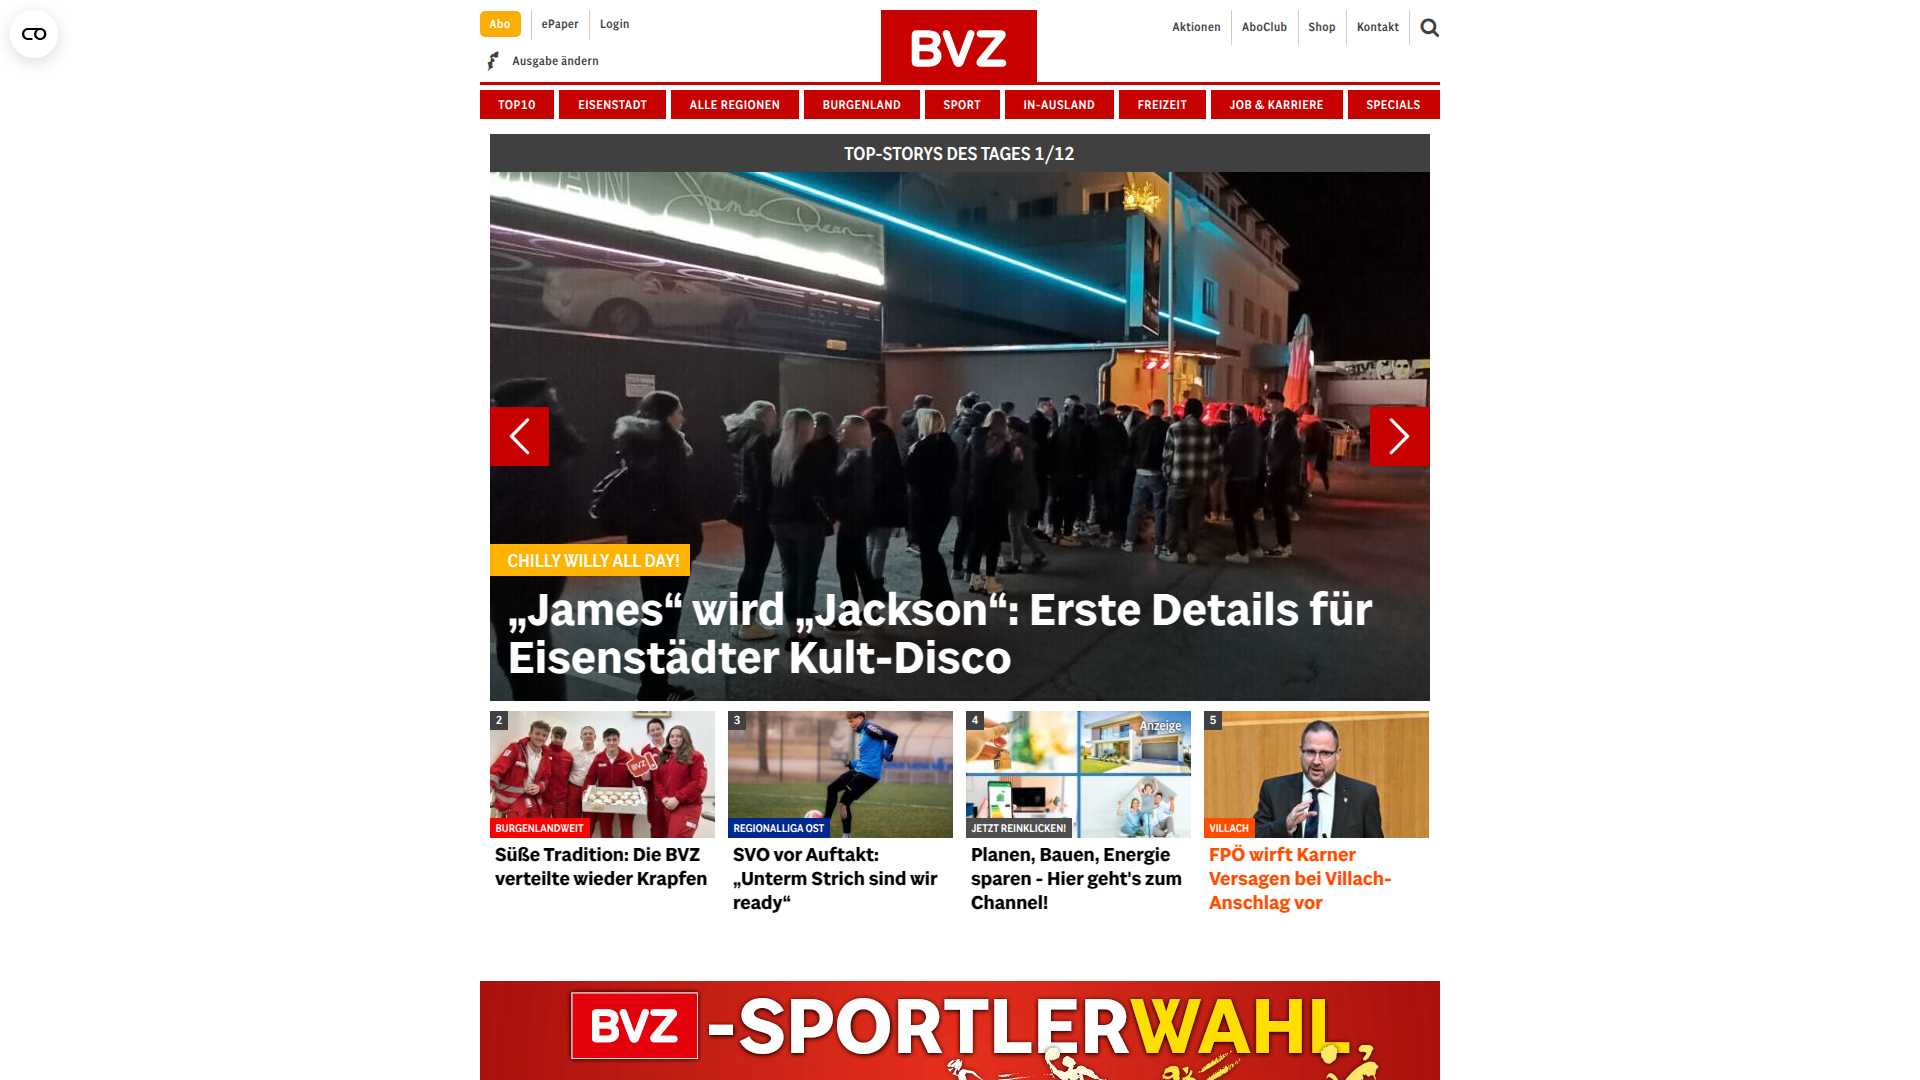 Abo
ePaper
Login
Ausgabe ändern
BVZ
Aktionen
AboClub
Shop
Kontakt
TOP10
EISENSTADT
ALLE REGIONEN
BURGENLAND
SPORT
IN-AUSLAND
FREIZEIT
JOB & KARRIERE
SPECIALS
TOP-STORYS DES TAGES 1/12
James Dean
CHILLY WILLY ALL DAY!
„James“ wird „Jackson“: Erste Details für
Eisenstädter Kult-Disco
2
BVZ
BURGENLANDWEIT
Süße Tradition: Die BVZ
verteilte wieder Krapfen
3
REGIONALLIGA OST
SVO vor Auftakt:
„Unterm Strich sind wir
ready“
4
Anzeige
JETZT REINKLICKEN!
Planen, Bauen, Energie
sparen - Hier geht's zum
Channel!
5
VILLACH
FPÖ wirft Karner
Versagen bei Villach-
Anschlag vor
BVZ-SPORTLERWAHL